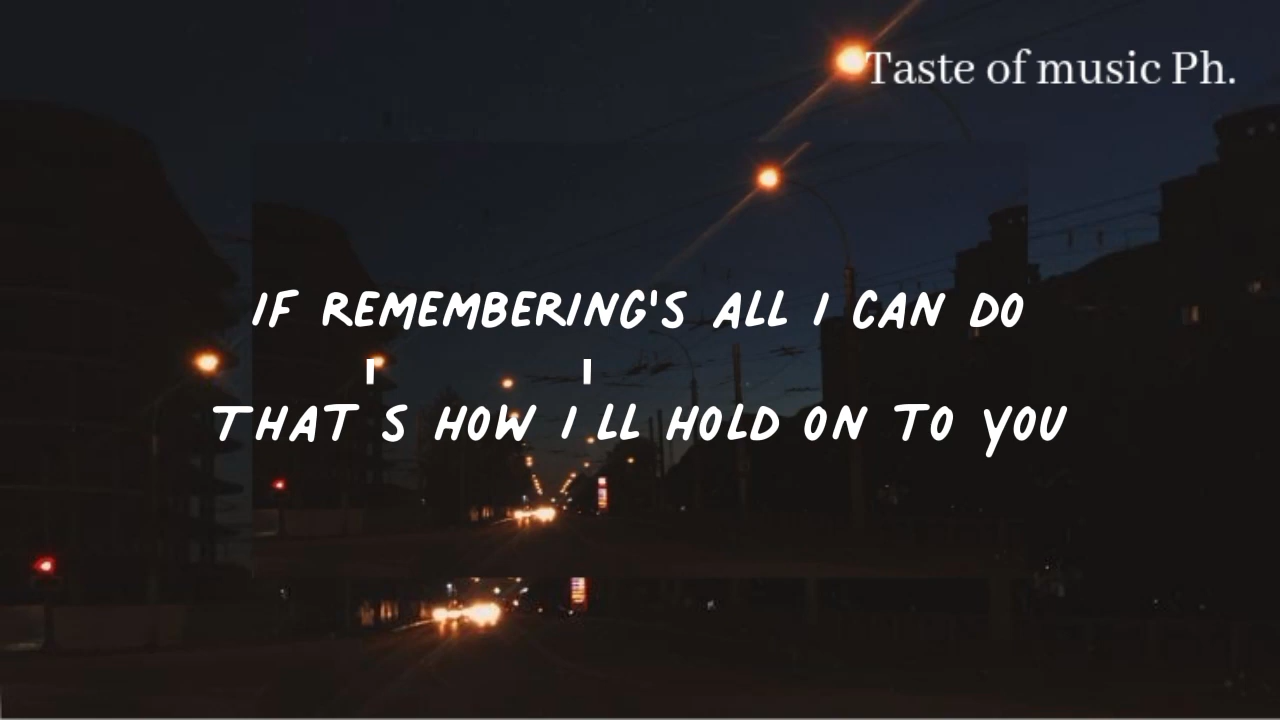 Taste of music Ph.
IF REMEMBERING'S ALL I CAN DO
THAT'S HOW I'LL HOLD ON TO YOU